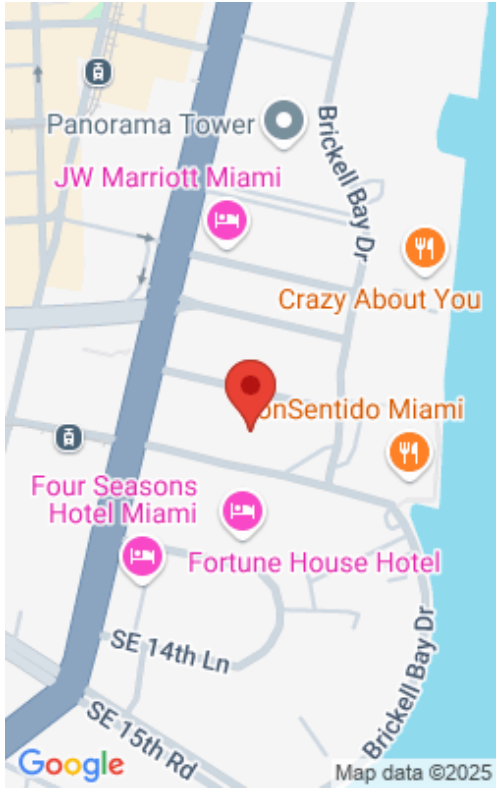 Panorama Tower
Brickell Bay Dr
JW Marriott Miami
Crazy About You
onSentido Miami
Four Seasons
Hotel Miami
Fortune House Hotel
SE 14th Ln
Brickell Bay Dr
SE 15th Rd
Google
Map data ©2025